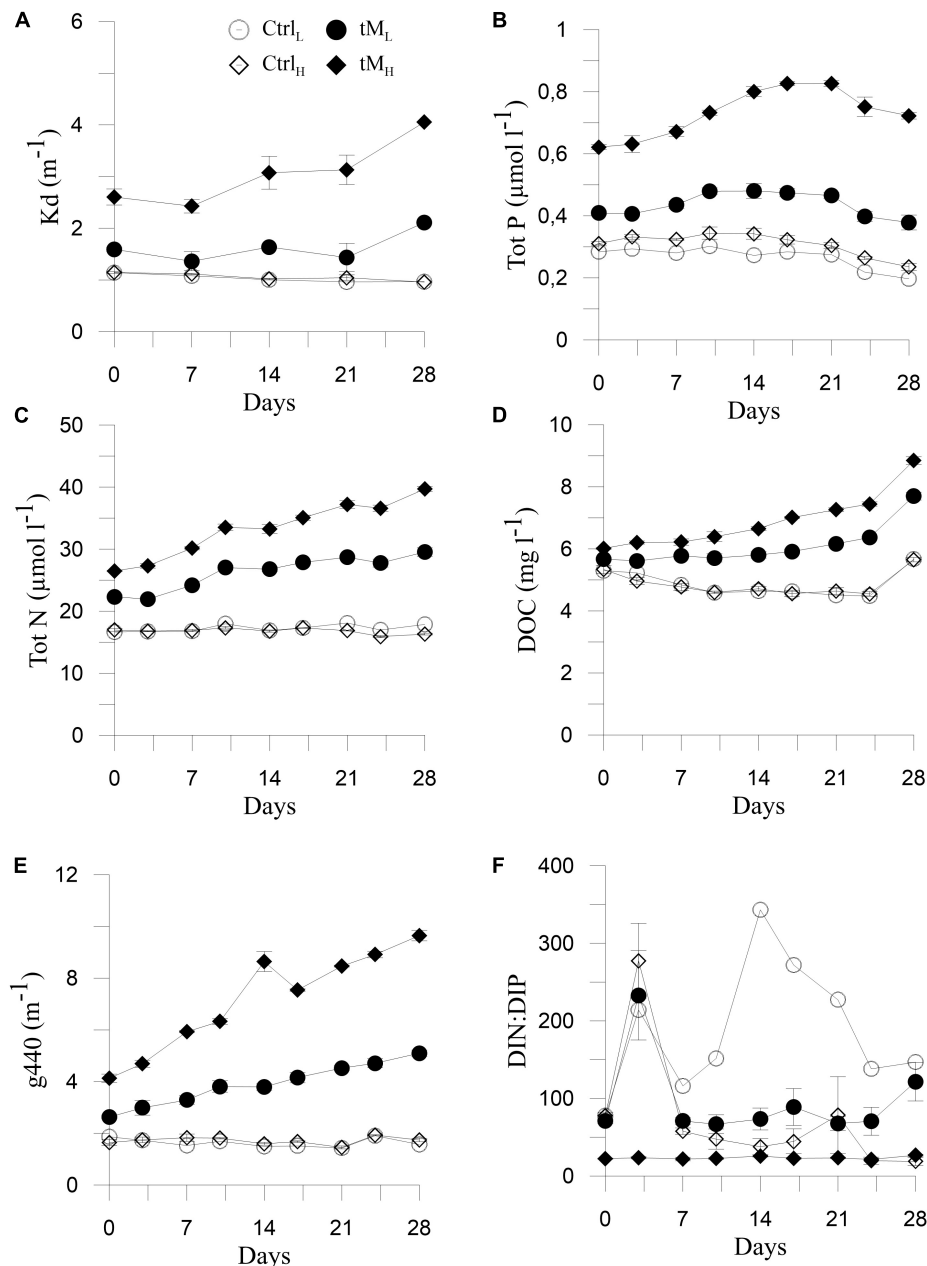 A
B
6
4
2
0
Kd (m⁻¹)
Ctrl_L tM_L
Ctrl_H tM_H
0 7 14 21 28
Days
1
0,8
0,6
0,4
0,2
0
Tot P (μmol l⁻¹)
0 7 14 21 28
Days
C
D
50
40
30
20
10
0
Tot N (μmol l⁻¹)
0 7 14 21 28
Days
10
8
6
4
2
0
DOC (mg l⁻¹)
0 7 14 21 28
Days
E
F
12
8
4
0
g440 (m⁻¹)
0 7 14 21 28
Days
400
300
200
100
0
DIN:DIP
0 7 14 21 28
Days